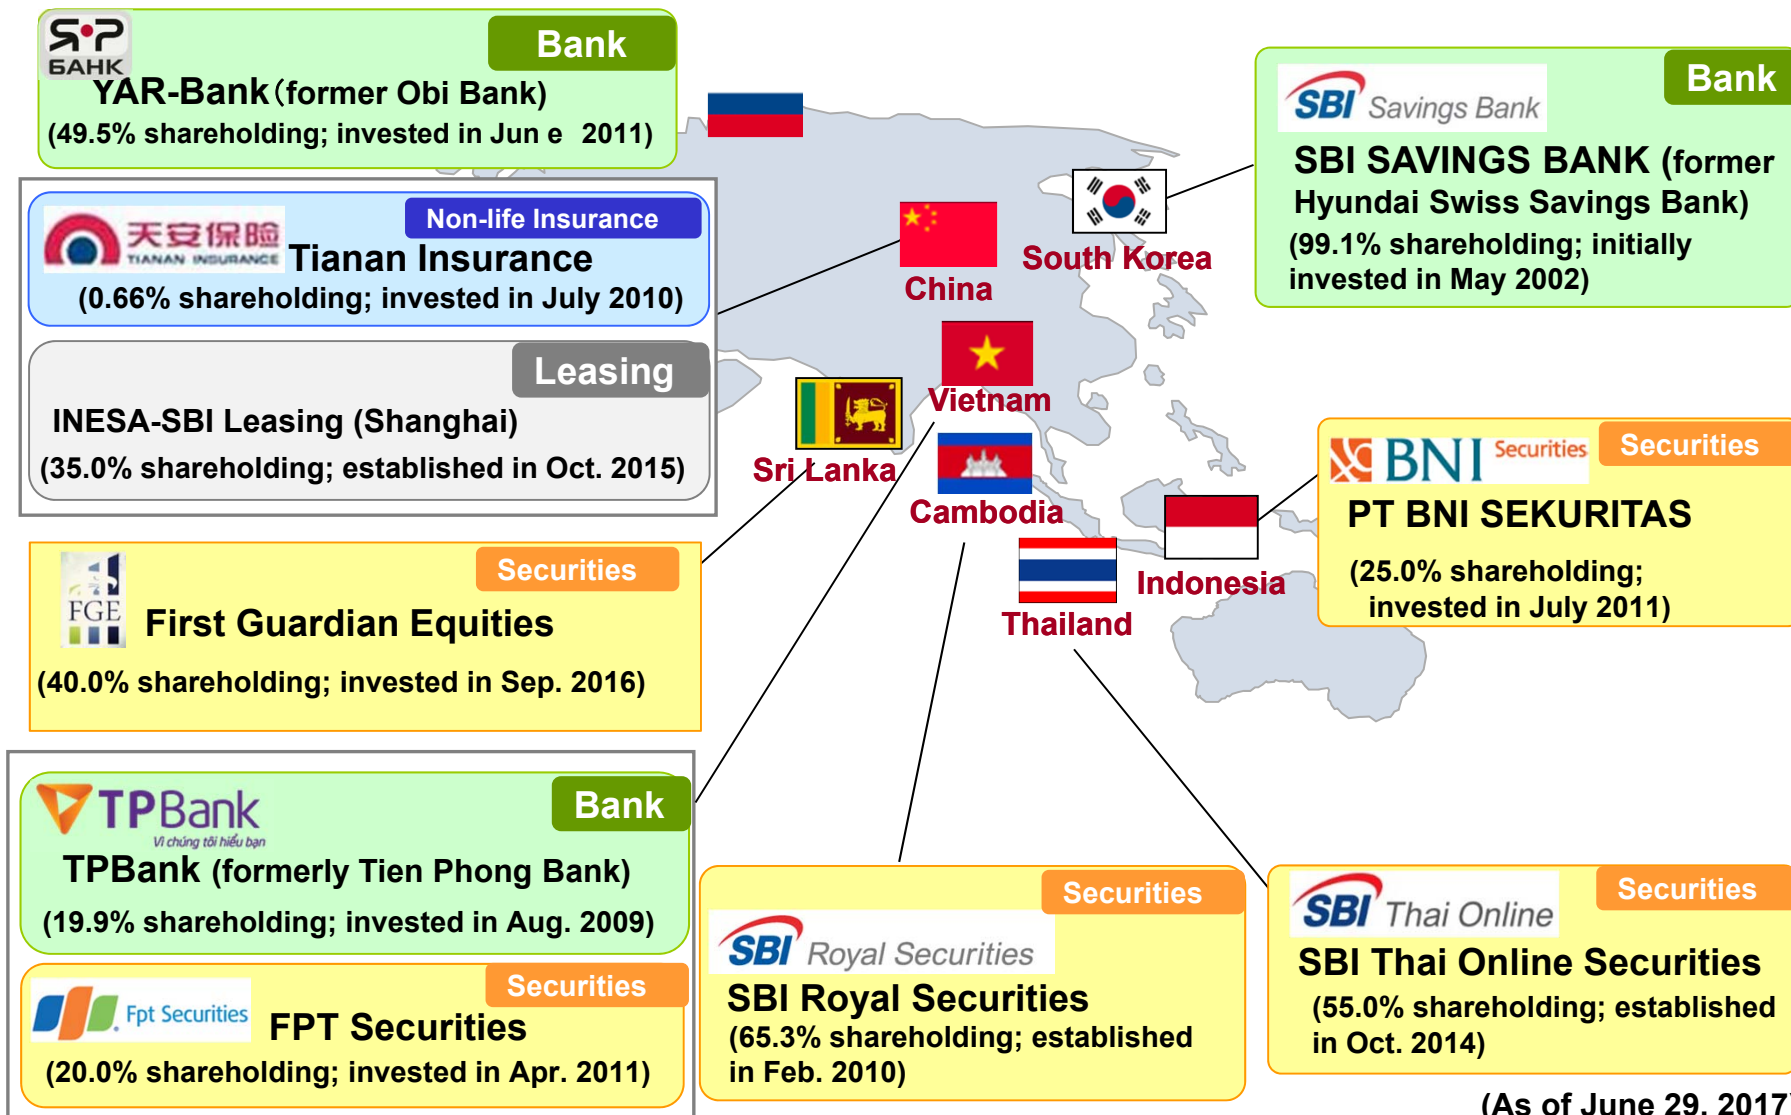 Я•Р
БАНК
Bank
YAR-Bank（former Obi Bank)
(49.5% shareholding; invested in Jun e 2011)
天安保险
TIANAN INSURANCE
Non-life Insurance
Tianan Insurance
(0.66% shareholding; invested in July 2010)
Leasing
INESA-SBI Leasing (Shanghai)
(35.0% shareholding; established in Oct. 2015)
FGE
Securities
First Guardian Equities
(40.0% shareholding; invested in Sep. 2016)
TPBank
Vì chúng tôi hiểu bạn
Bank
TPBank (formerly Tien Phong Bank)
(19.9% shareholding; invested in Aug. 2009)
Fpt Securities
Securities
FPT Securities
(20.0% shareholding; invested in Apr. 2011)
China
South Korea
Vietnam
Sri Lanka
Cambodia
Indonesia
Thailand
SBI Savings Bank
Bank
SBI SAVINGS BANK (former
Hyundai Swiss Savings Bank)
(99.1% shareholding; initially
invested in May 2002)
BNI Securities
Securities
PT BNI SEKURITAS
(25.0% shareholding;
invested in July 2011)
Securities
SBI Royal Securities
SBI Royal Securities
(65.3% shareholding; established
in Feb. 2010)
Securities
SBI Thai Online
SBI Thai Online Securities
(55.0% shareholding; established
in Oct. 2014)
(As of June 29, 2017